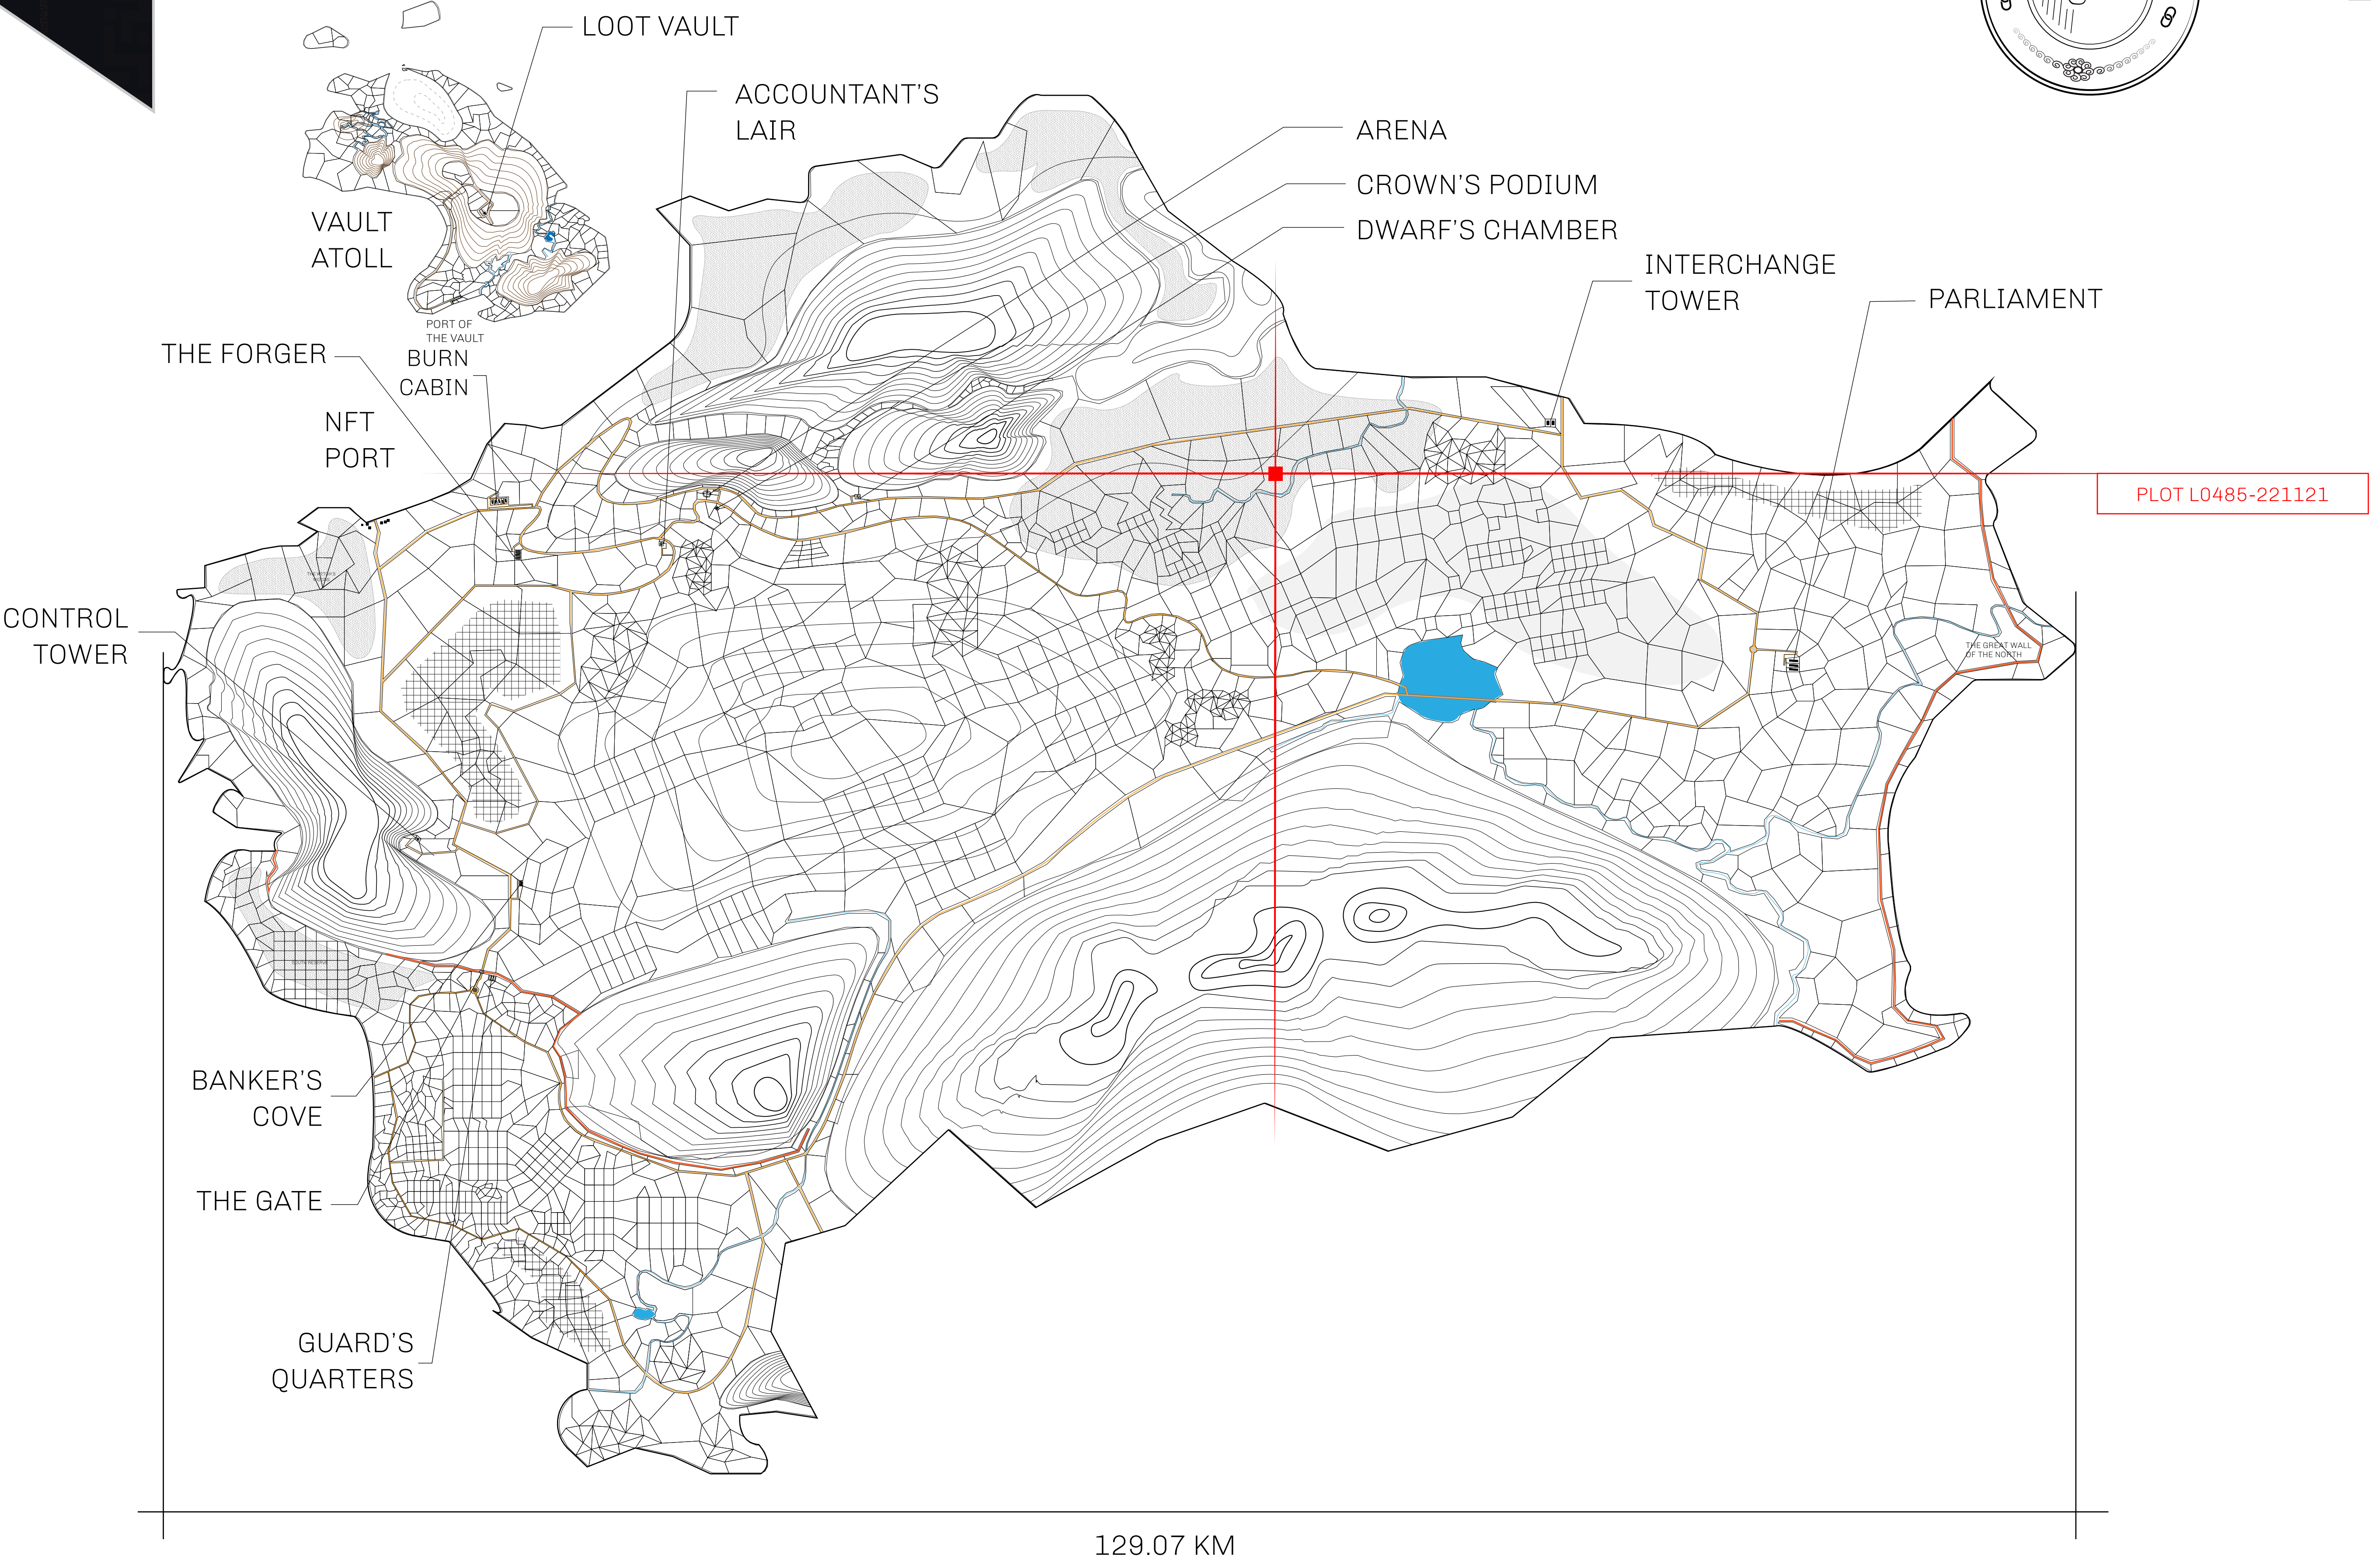 LOOT VAULT
ACCOUNTANT'S
LAIR
ARENA
CROWN'S PODIUM
DWARF'S CHAMBER
VAULT
ATOLL
INTERCHANGE
TOWER
PARLIAMENT
PORT OF
THE VAULT
THE FORGER
BURN
CABIN
NFT
PORT
PLOT L0485-221121
CONTROL
TOWER
THE GREAT WALL
OF THE NORTH
BANKER'S
COVE
THE GATE
GUARD'S
QUARTERS
129.07 KM